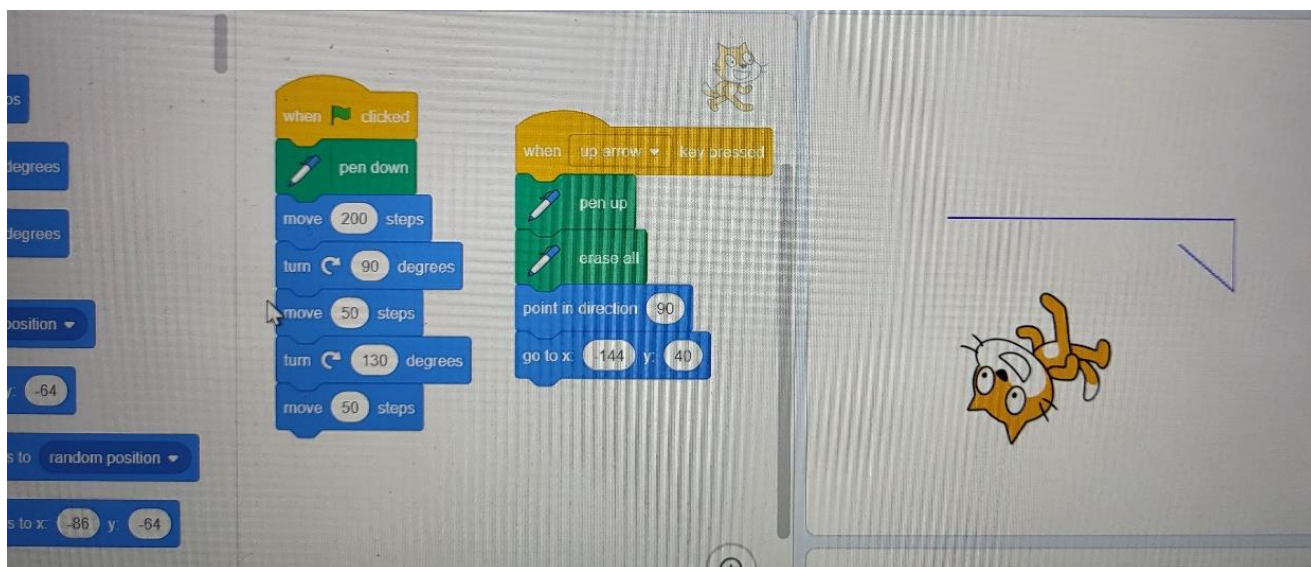 os
degrees
degrees
position
y: -64
s to random position
s to x: -86 y: -64
when clicked
pen down
move 200 steps
turn 90 degrees
move 50 steps
turn 130 degrees
move 50 steps
when up arrow key pressed
pen up
erase all
point in direction 90
go to x: -144 y: 40